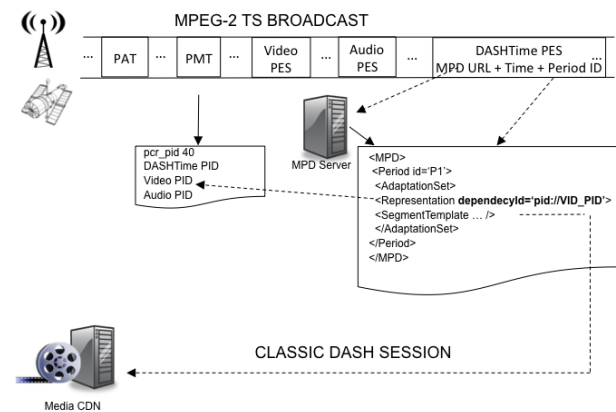 MPEG-2 TS BROADCAST
... PAT ... PMT ... Video PES ... Audio PES ... DASHTime PES ...
MPD URL + Time + Period ID
MPD Server
pcr_pid 40
DASHTime PID
Video PID
Audio PID
<MPD>
<Period id='P1'>
<AdaptationSet>
<Representation dependecyId='pid://VID_PID'>
<SegmentTemplate ... />
</AdaptationSet>
</Period>
</MPD>
CLASSIC DASH SESSION
Media CDN